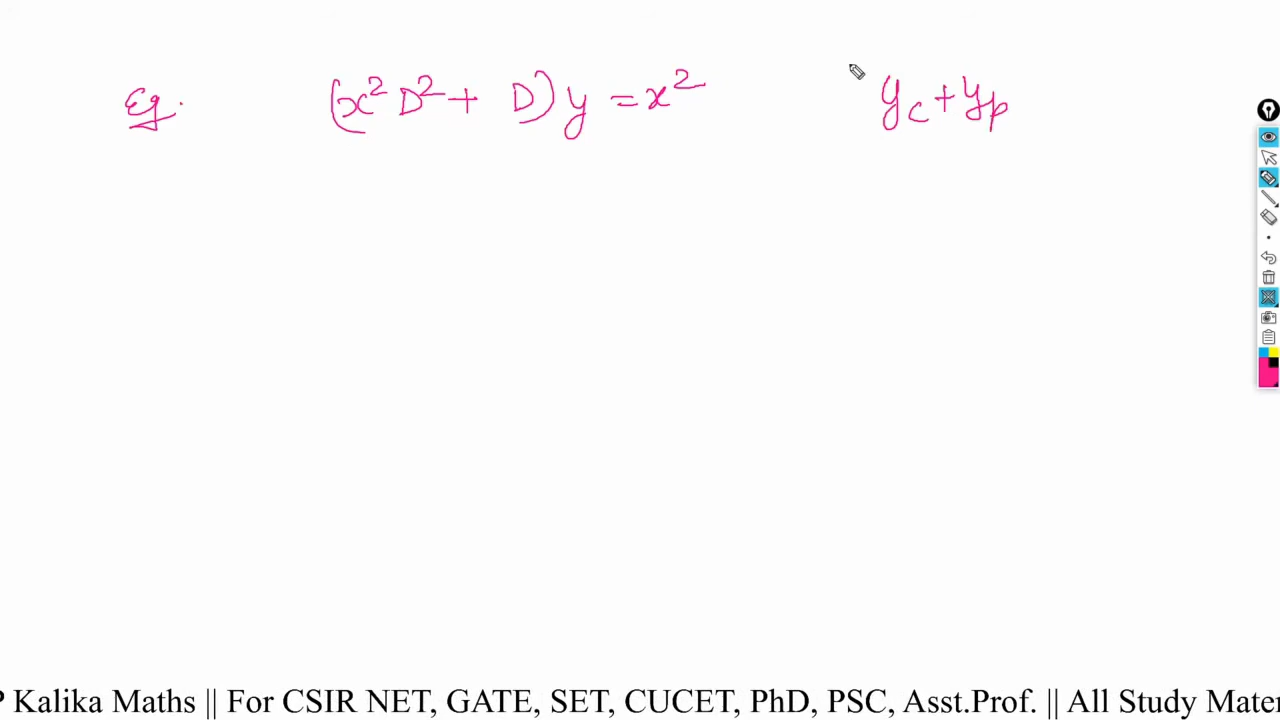 Eg. (x²D² + D)y = x² y_c + y_p
P Kalika Maths || For CSIR NET, GATE, SET, CUCET, PhD, PSC, Asst.Prof. || All Study Mater